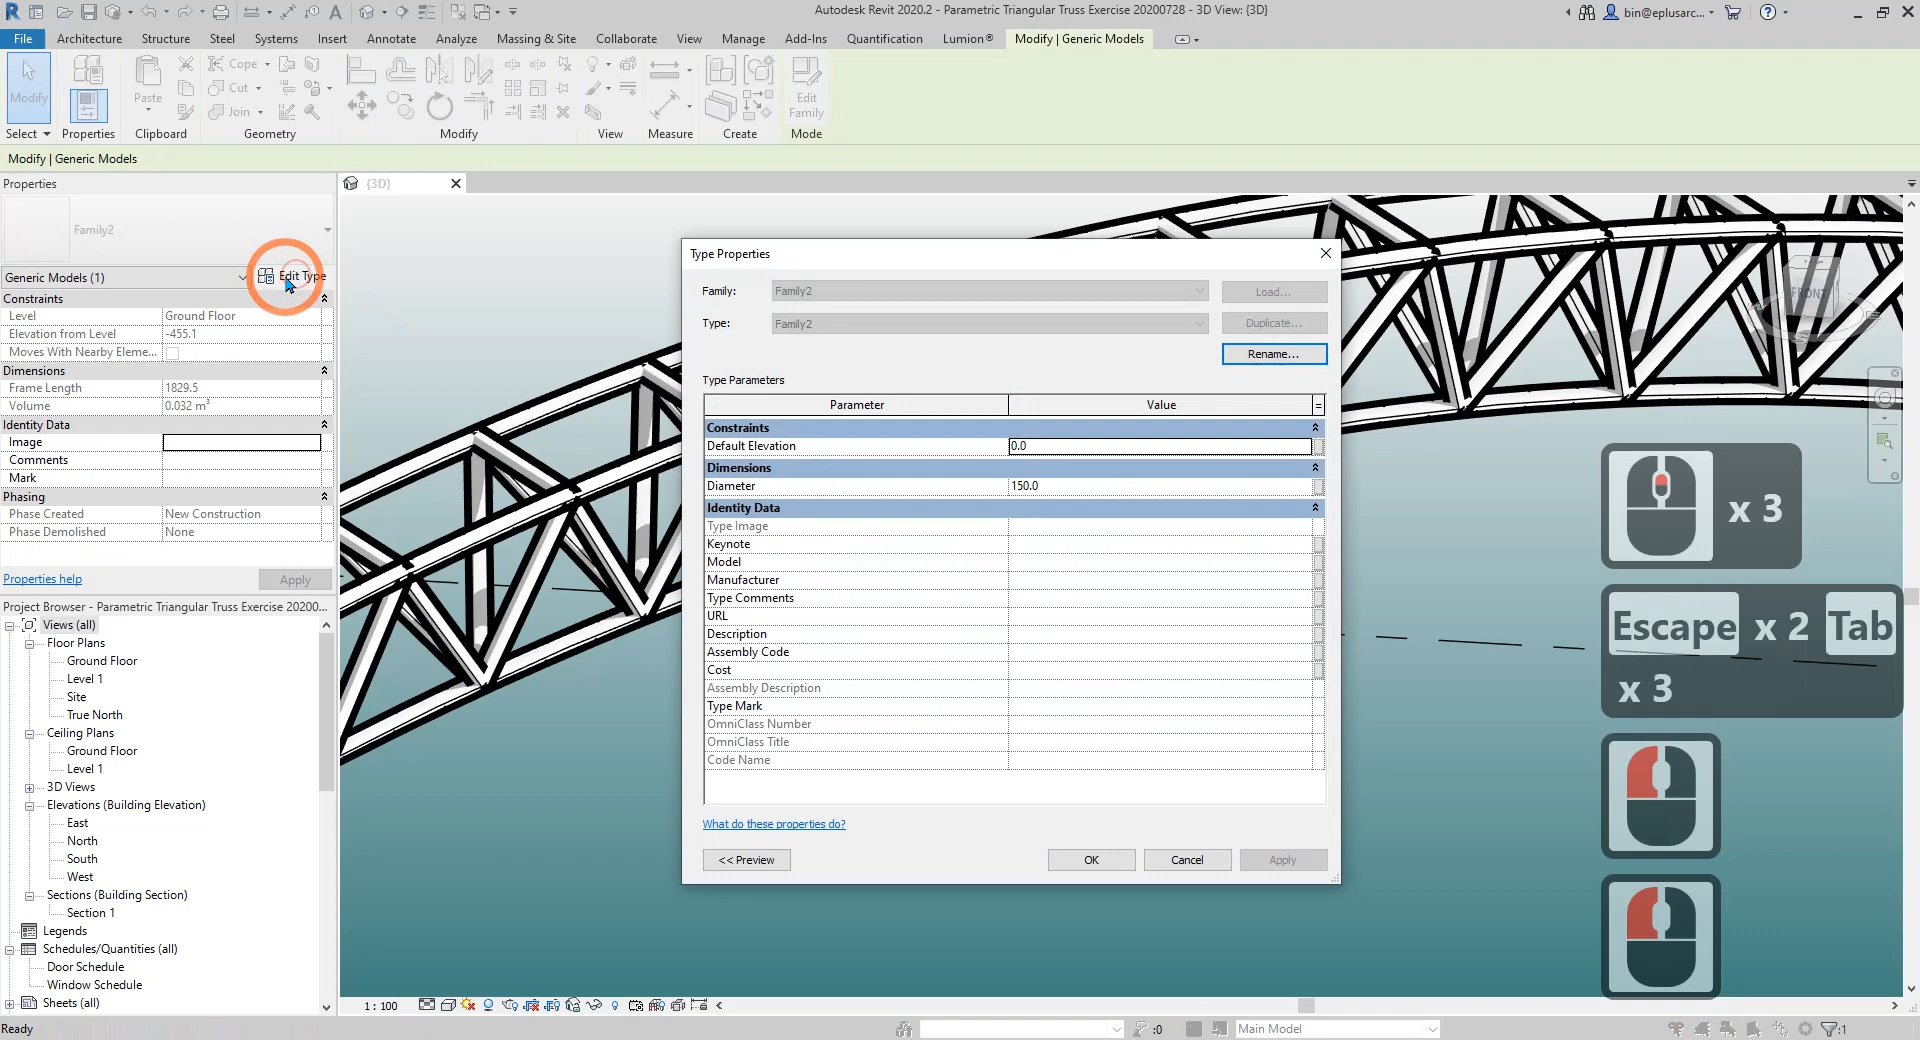 Autodesk Revit 2020.2 - Parametric Triangular Truss Exercise 20200728 - 3D View: {3D}
bin@eplusarc...
File Architecture Structure Steel Systems Insert Annotate Analyze Massing & Site Collaborate View Manage Add-Ins Quantification Lumion® Modify | Generic Models
Modify
Paste
Cope
Cut
Join
Edit
Family
Select Properties Clipboard Geometry Modify View Measure Create Mode
Modify | Generic Models
Properties
{3D}
Family2
Generic Models (1)
Edit Type
Constraints
Level Ground Floor
Elevation from Level -455.1
Moves With Nearby Eleme...
Dimensions
Frame Length 1829.5
Volume 0.032 m³
Identity Data
Image
Comments
Mark
Phasing
Phase Created New Construction
Phase Demolished None
Properties help
Apply
Project Browser - Parametric Triangular Truss Exercise 20200...
Views (all)
Floor Plans
Ground Floor
Level 1
Site
True North
Ceiling Plans
Ground Floor
Level 1
3D Views
Elevations (Building Elevation)
East
North
South
West
Sections (Building Section)
Section 1
Legends
Schedules/Quantities (all)
Door Schedule
Window Schedule
Sheets (all)
Type Properties
Family: Family2 Load...
Type: Family2 Duplicate...
Rename...
Type Parameters
Parameter Value =
Constraints
Default Elevation 0.0
Dimensions
Diameter 150.0
Identity Data
Type Image
Keynote
Model
Manufacturer
Type Comments
URL
Description
Assembly Code
Cost
Assembly Description
Type Mark
OmniClass Number
OmniClass Title
Code Name
What do these properties do?
<< Preview OK Cancel Apply
FRONT
x 3
Escape x 2 Tab
x 3
1 : 100
Ready
:0
Main Model
:1